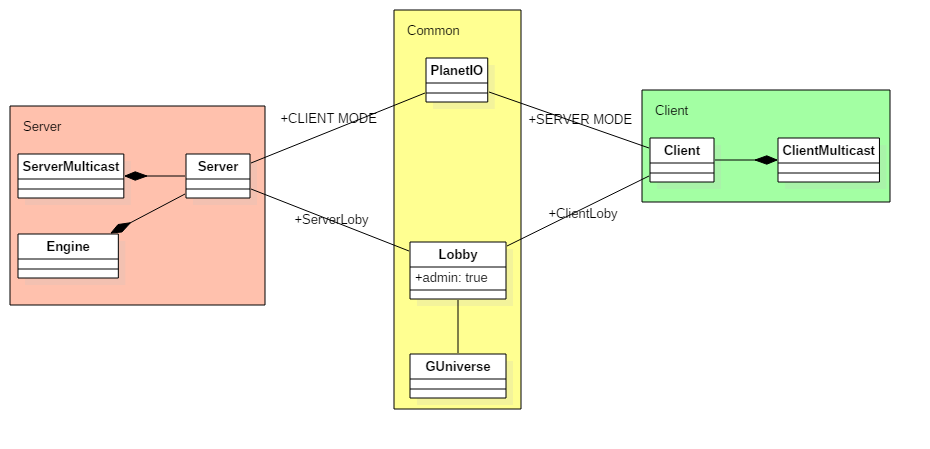 Common
PlanetIO
+CLIENT MODE
+SERVER MODE
Server
ServerMulticast
Server
Engine
+ServerLoby
Client
Client
ClientMulticast
+ClientLoby
Lobby
+admin: true
GUniverse